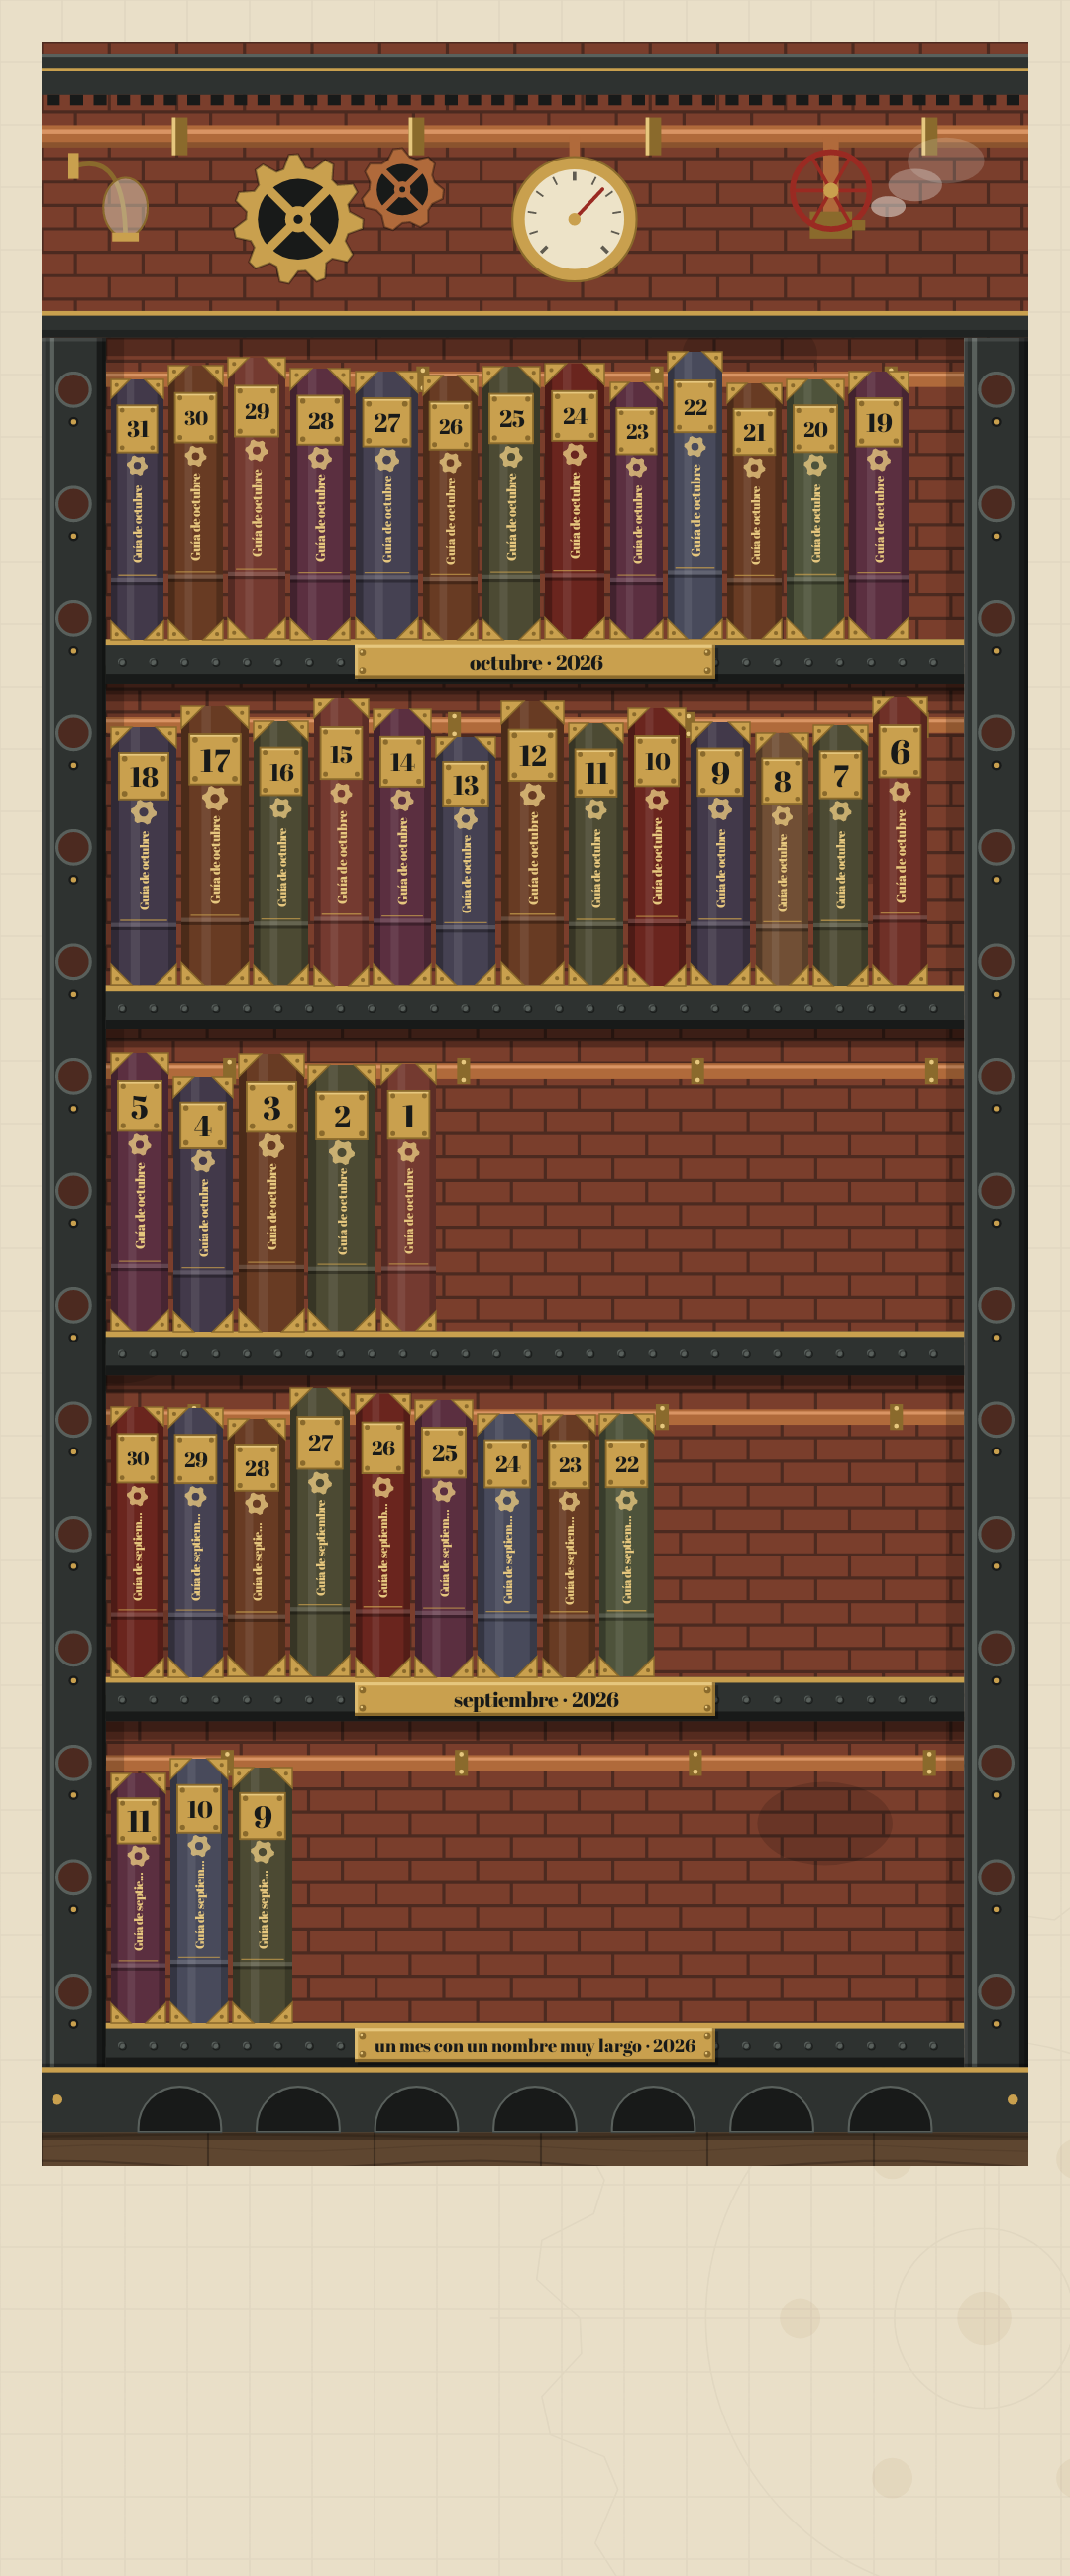 31
Guía de octubre
30
Guía de octubre
29
Guía de octubre
28
Guía de octubre
27
Guía de octubre
26
Guía de octubre
25
Guía de octubre
24
Guía de octubre
23
Guía de octubre
22
Guía de octubre
21
Guía de octubre
20
Guía de octubre
19
Guía de octubre
octubre · 2026
18
Guía de octubre
17
Guía de octubre
16
Guía de octubre
15
Guía de octubre
14
Guía de octubre
13
Guía de octubre
12
Guía de octubre
11
Guía de octubre
10
Guía de octubre
9
Guía de octubre
8
Guía de octubre
7
Guía de octubre
6
Guía de octubre
5
Guía de octubre
4
Guía de octubre
3
Guía de octubre
2
Guía de octubre
1
Guía de octubre
30
Guía de septiem...
29
Guía de septiem...
28
Guía de septie...
27
Guía de septiembre
26
Guía de septiemb...
25
Guía de septiem...
24
Guía de septiem...
23
Guía de septiem...
22
Guía de septiem...
septiembre · 2026
11
Guía de septie...
10
Guía de septiem...
9
Guía de septie...
un mes con un nombre muy largo · 2026